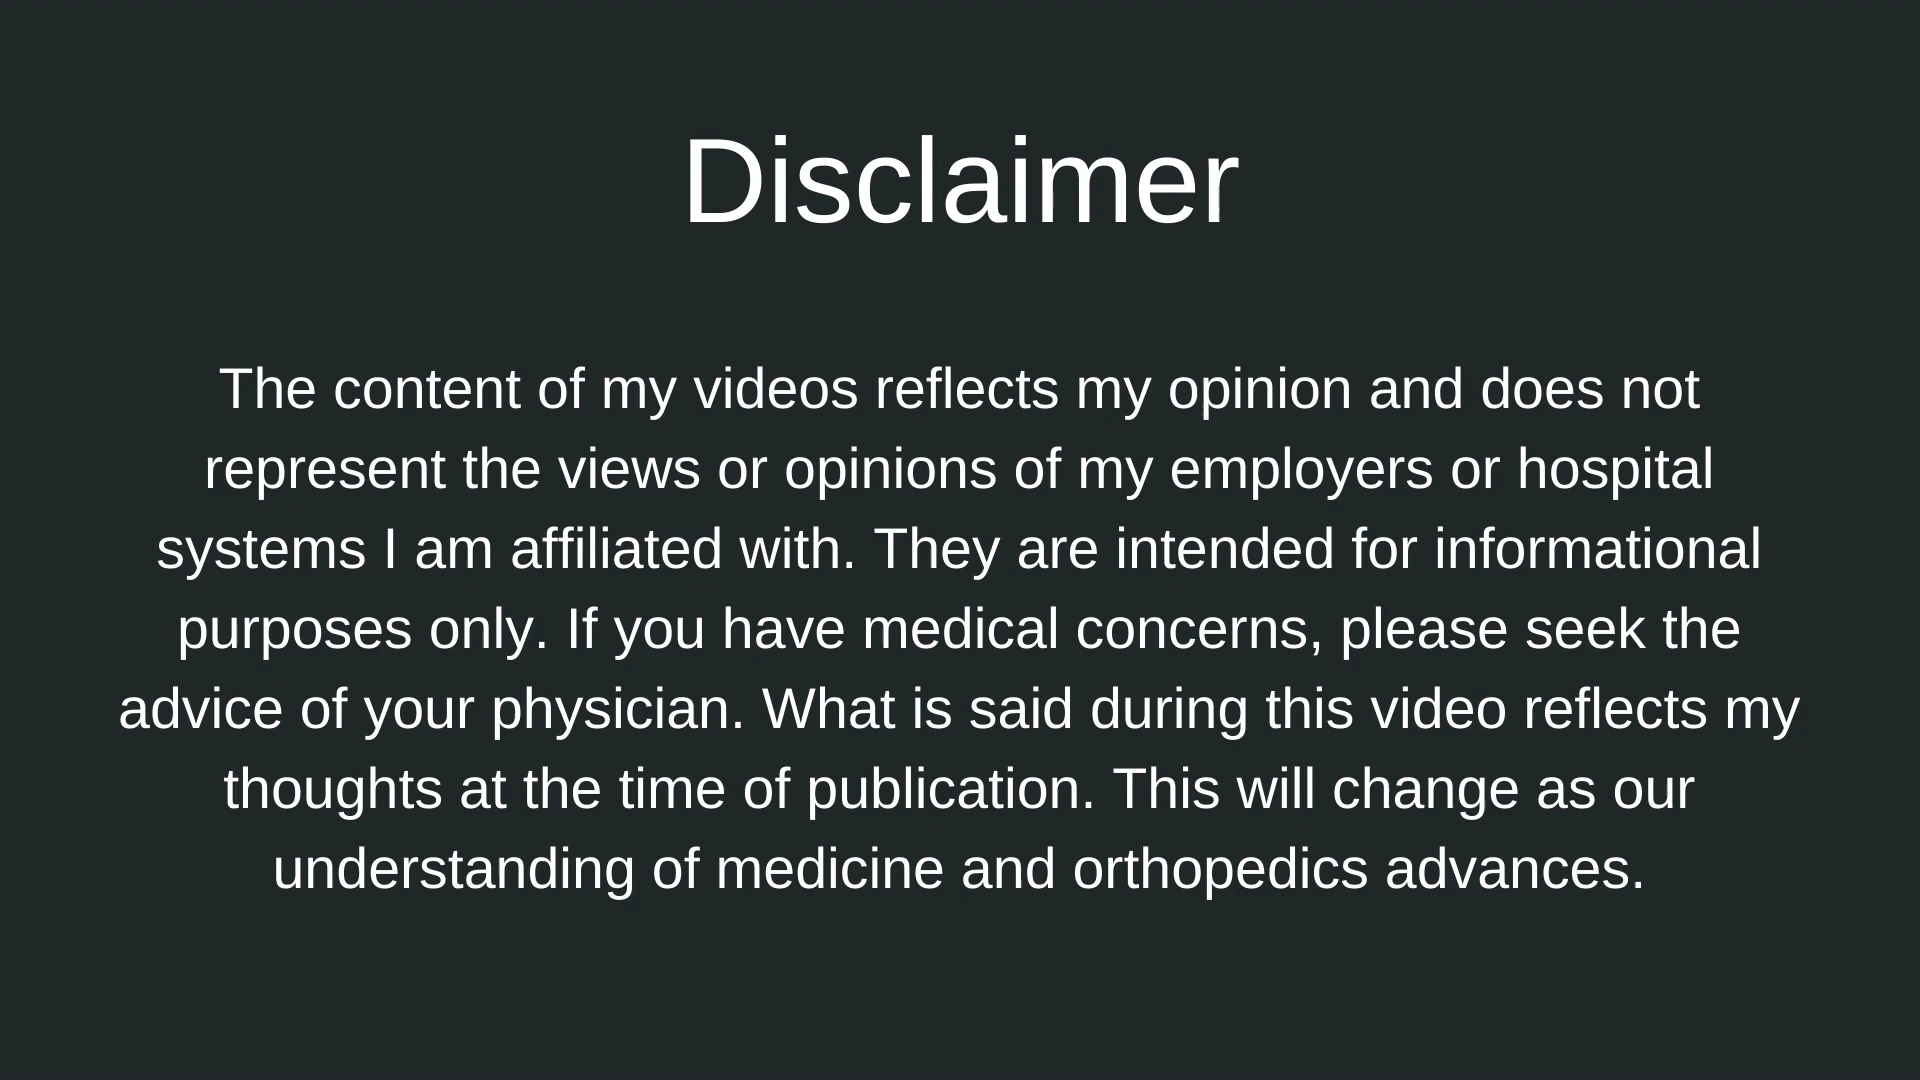 Disclaimer
The content of my videos reflects my opinion and does not
represent the views or opinions of my employers or hospital
systems I am affiliated with. They are intended for informational
purposes only. If you have medical concerns, please seek the
advice of your physician. What is said during this video reflects my
thoughts at the time of publication. This will change as our
understanding of medicine and orthopedics advances.